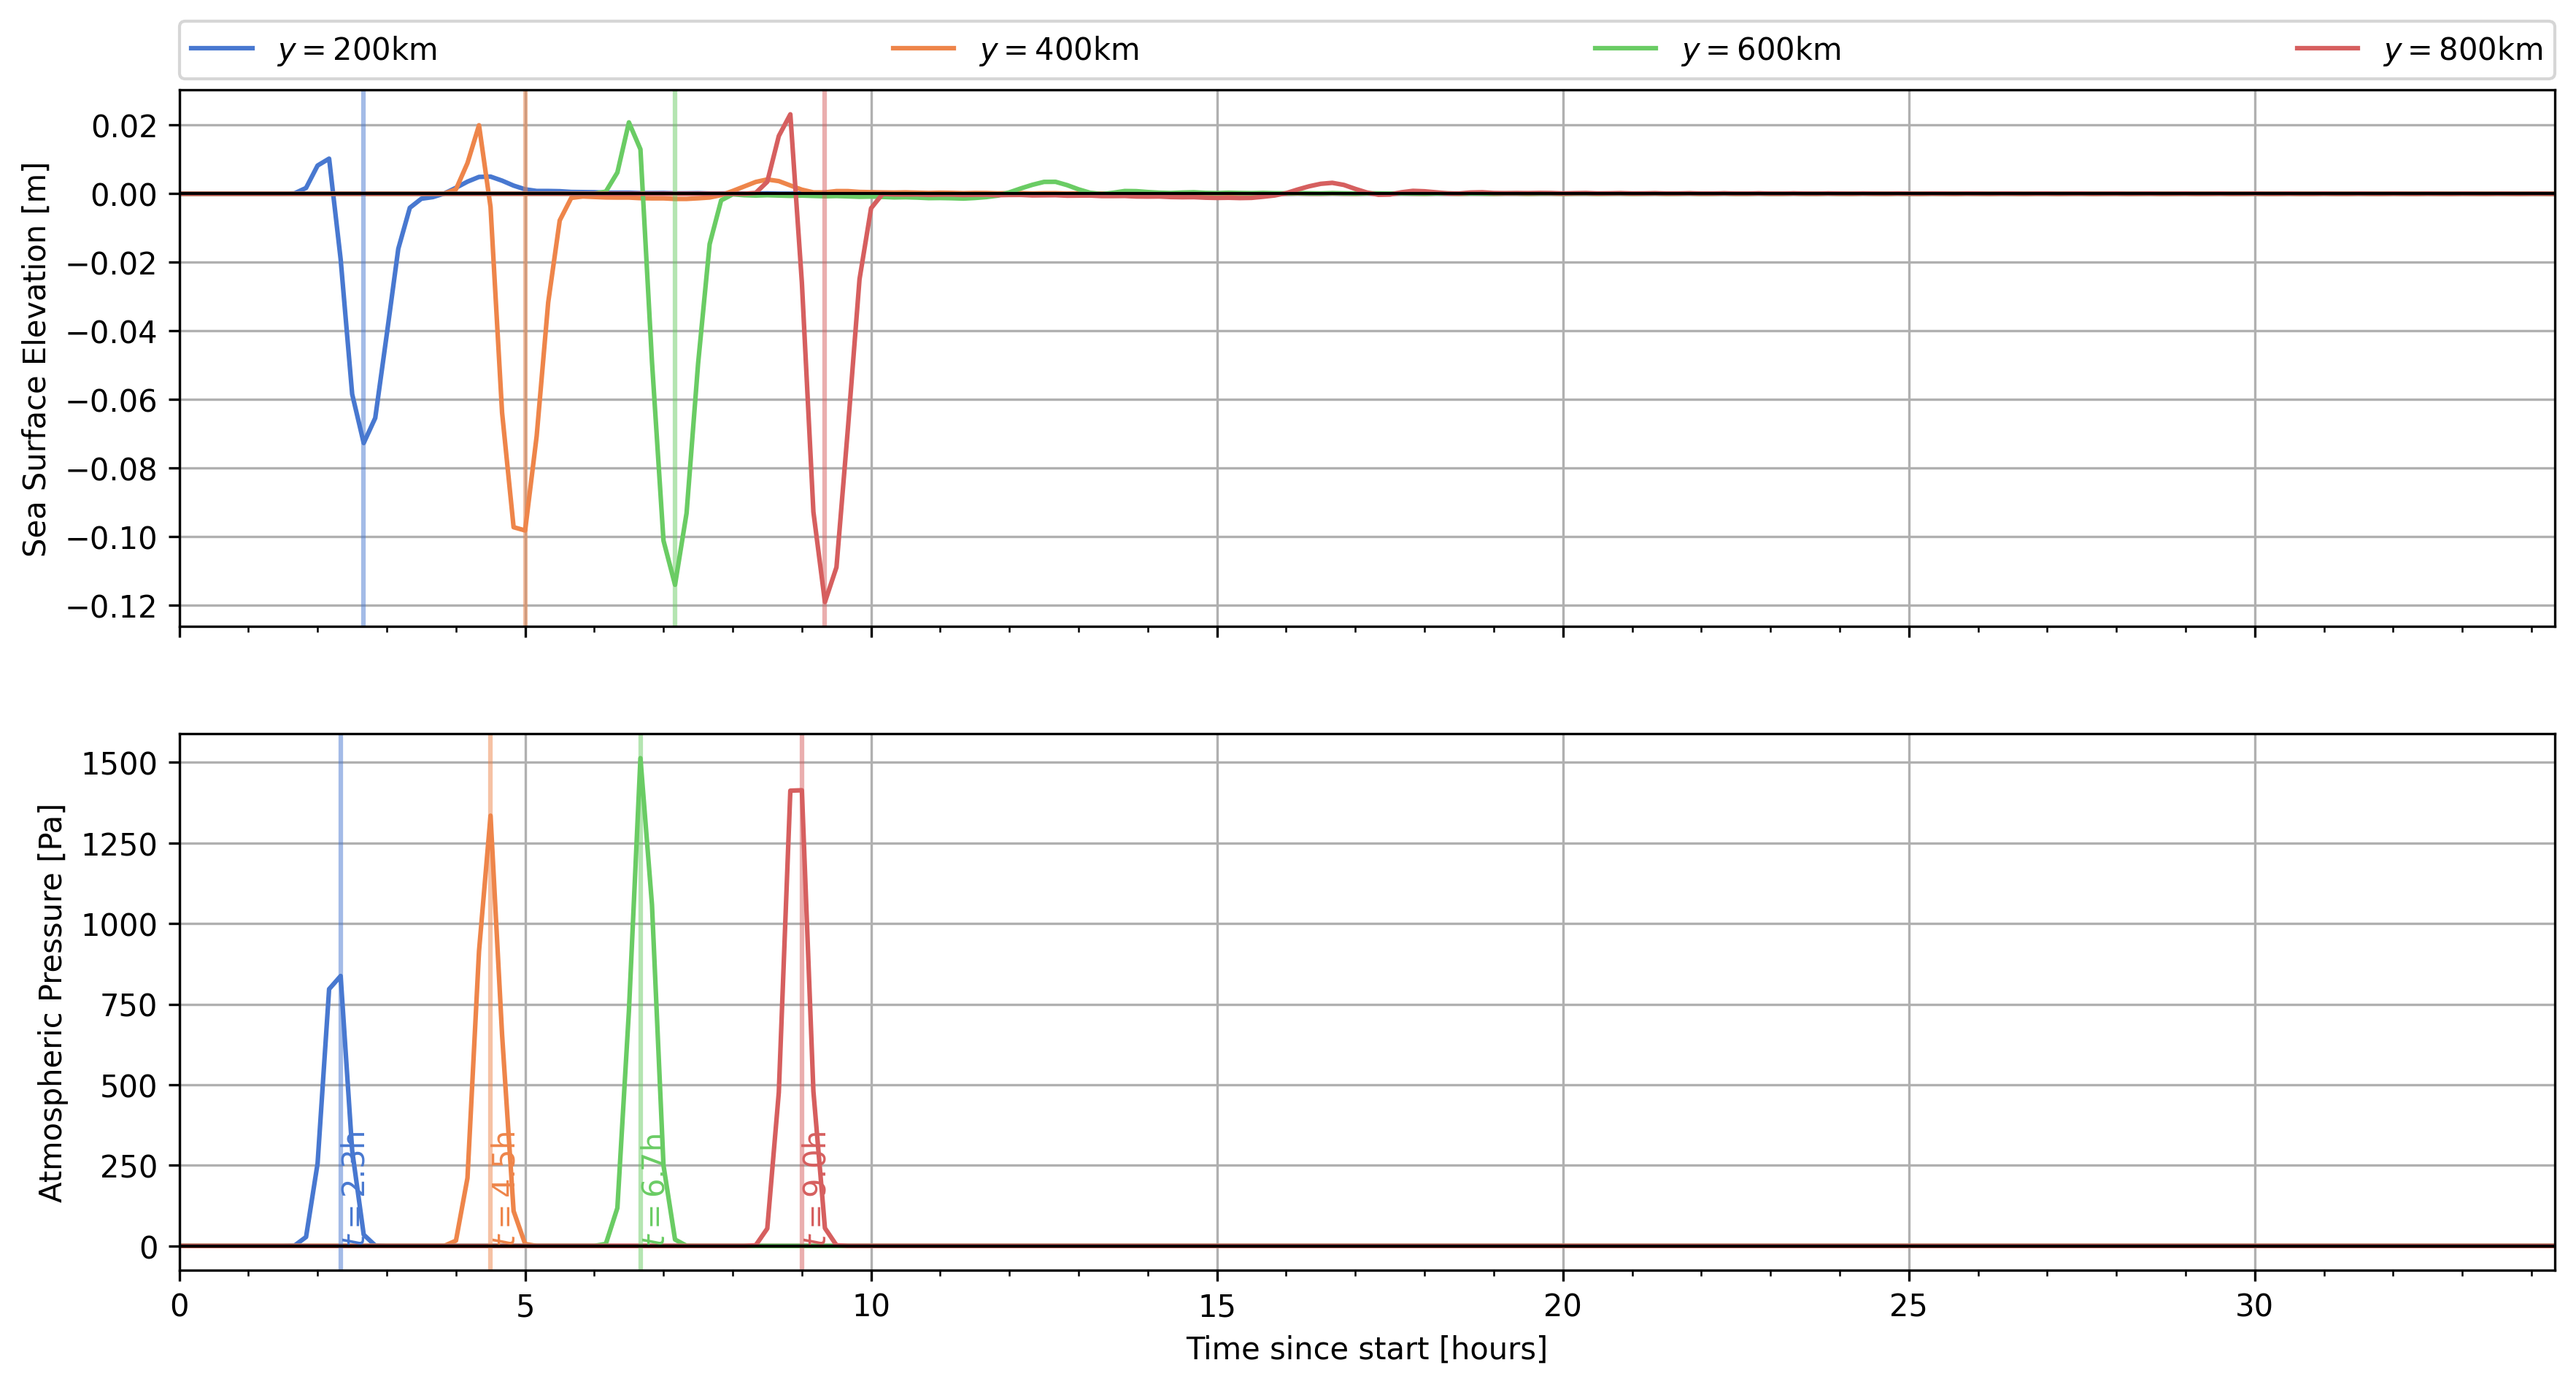 y = 200km y = 400km y = 600km y = 800km
Sea Surface Elevation [m]
0.02
0.00
−0.02
−0.04
−0.06
−0.08
−0.10
−0.12
Atmospheric Pressure [Pa]
1500
1250
1000
750
500
250
0
t = 2.3h
t = 4.5h
t = 6.7h
t = 9.0h
0 5 10 15 20 25 30
Time since start [hours]